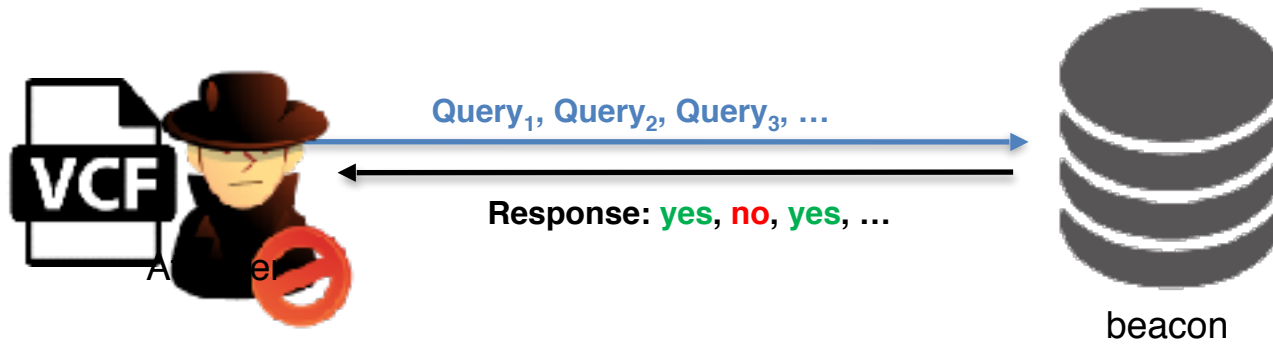 Query₁, Query₂, Query₃, …
VCF
Response: yes, no, yes, …
beacon